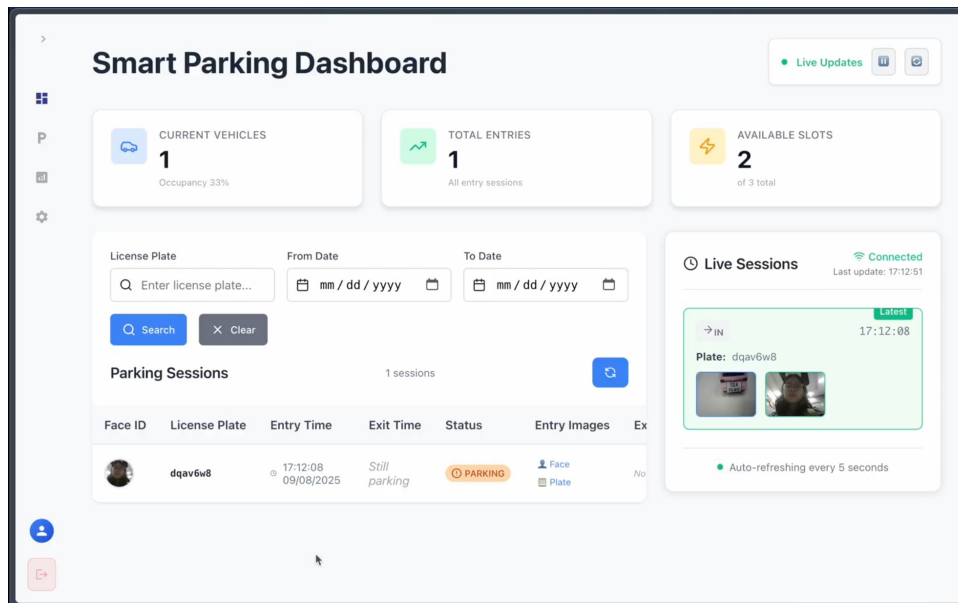 Smart Parking Dashboard
Live Updates
CURRENT VEHICLES
1
Occupancy 33%
TOTAL ENTRIES
1
All entry sessions
AVAILABLE SLOTS
2
of 3 total
P
License Plate
From Date
To Date
Enter license plate...
mm/dd/yyyy
mm/dd/yyyy
Search
Clear
Parking Sessions
1 sessions
Face ID
License Plate
Entry Time
Exit Time
Status
Entry Images
Ex
dqav6w8
17:12:08
09/08/2025
Still
parking
PARKING
Face
Plate
No
Live Sessions
Connected
Last update: 17:12:51
Latest
IN
17:12:08
Plate: dqav6w8
Auto-refreshing every 5 seconds